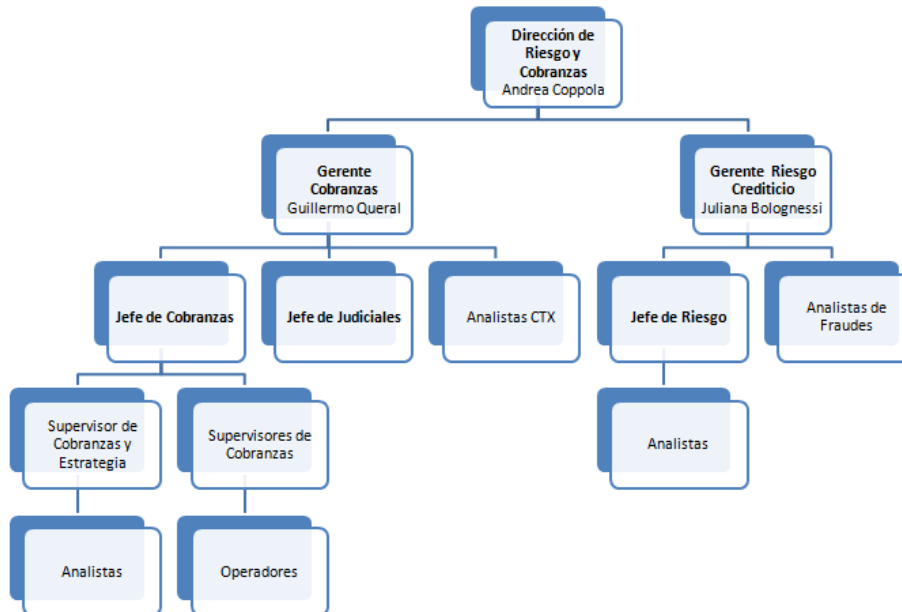 Dirección de
Riesgo y
Cobranzas
Andrea Coppola
Gerente
Cobranzas
Guillermo Queral
Gerente Riesgo
Crediticio
Juliana Bolognessi
Jefe de Cobranzas
Jefe de Judiciales
Analistas CTX
Jefe de Riesgo
Analistas de
Fraudes
Supervisor de
Cobranzas y
Estrategia
Supervisores de
Cobranzas
Analistas
Analistas
Operadores